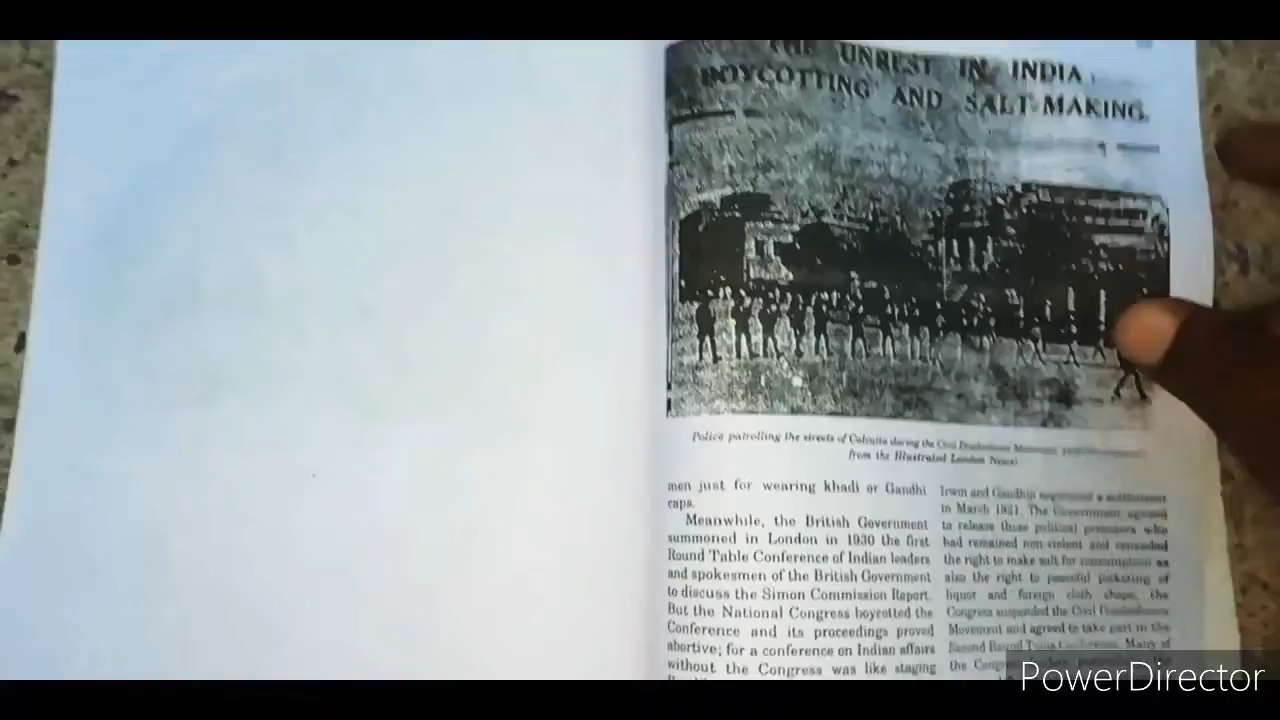 THE UNREST IN INDIA
BOYCOTTING AND SALT-MAKING.
Police patrolling the streets of Calcutta during the Civil Disobedience Movement
from the Illustrated London News)
men just for wearing khadi or Gandhi
caps.
Meanwhile, the British Government
summoned in London in 1930 the first
Round Table Conference of Indian leaders
and spokesmen of the British Government
to discuss the Simon Commission Report.
But the National Congress boycotted the
Conference and its proceedings proved
abortive; for a conference on Indian affairs
without the Congress was like staging
Irwin and Gandhiji negotiated a settlement
in March 1931. The Government agreed
to release those political prisoners who
had remained non-violent and conceded
the right to make salt for consumption as
also the right to peaceful picketing of
liquor and foreign cloth shops, the
Congress suspended the Civil Disobedience
Movement and agreed to take part in the
Second Round Table Conference. Many of
the Congress
PowerDirector